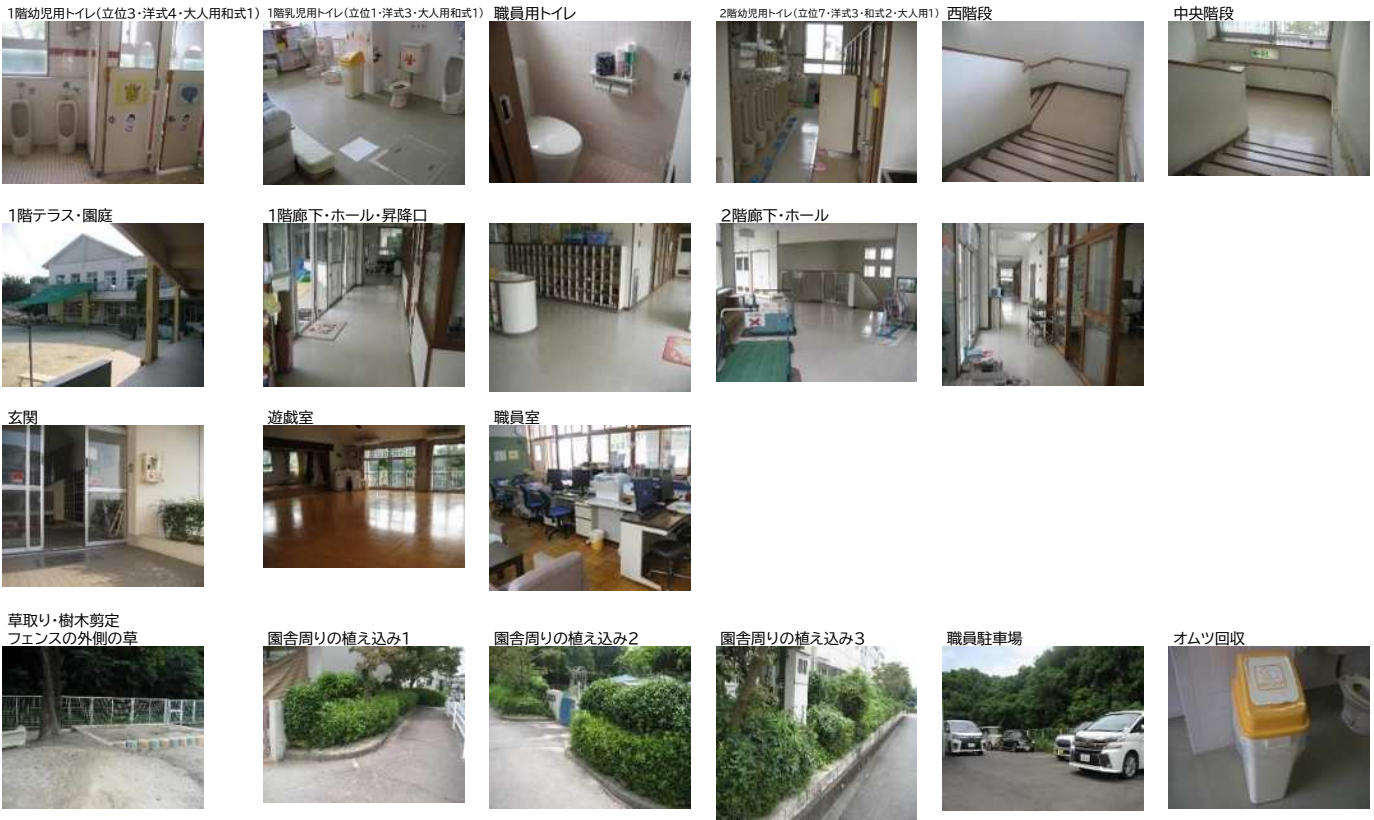 1階幼児用トイレ(立位3・洋式4・大人用和式1)
1階乳児用トイレ(立位1・洋式3・大人用和式1)
職員用トイレ
2階幼児用トイレ(立位7・洋式3・和式2・大人用1)
西階段
中央階段
1階テラス・園庭
1階廊下・ホール・昇降口
2階廊下・ホール
玄関
遊戯室
職員室
草取り・樹木剪定
フェンスの外側の草
園舎周りの植え込み1
園舎周りの植え込み2
園舎周りの植え込み3
職員駐車場
オムツ回収